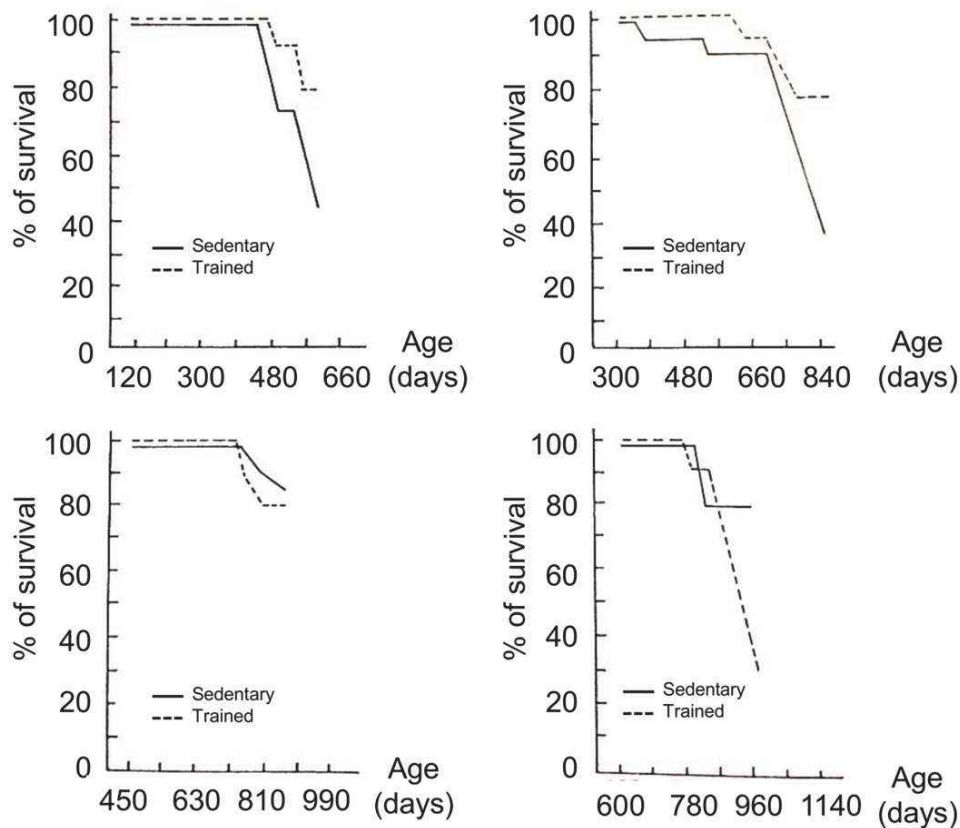 100
80
60
40
20
0
% of survival
Sedentary
Trained
120 300 480 660
Age
(days)
100
80
60
40
20
0
% of survival
Sedentary
Trained
300 480 660 840
Age
(days)
100
80
60
40
20
0
% of survival
Sedentary
Trained
450 630 810 990
Age
(days)
100
80
60
40
20
0
% of survival
Sedentary
Trained
600 780 960 1140
Age
(days)